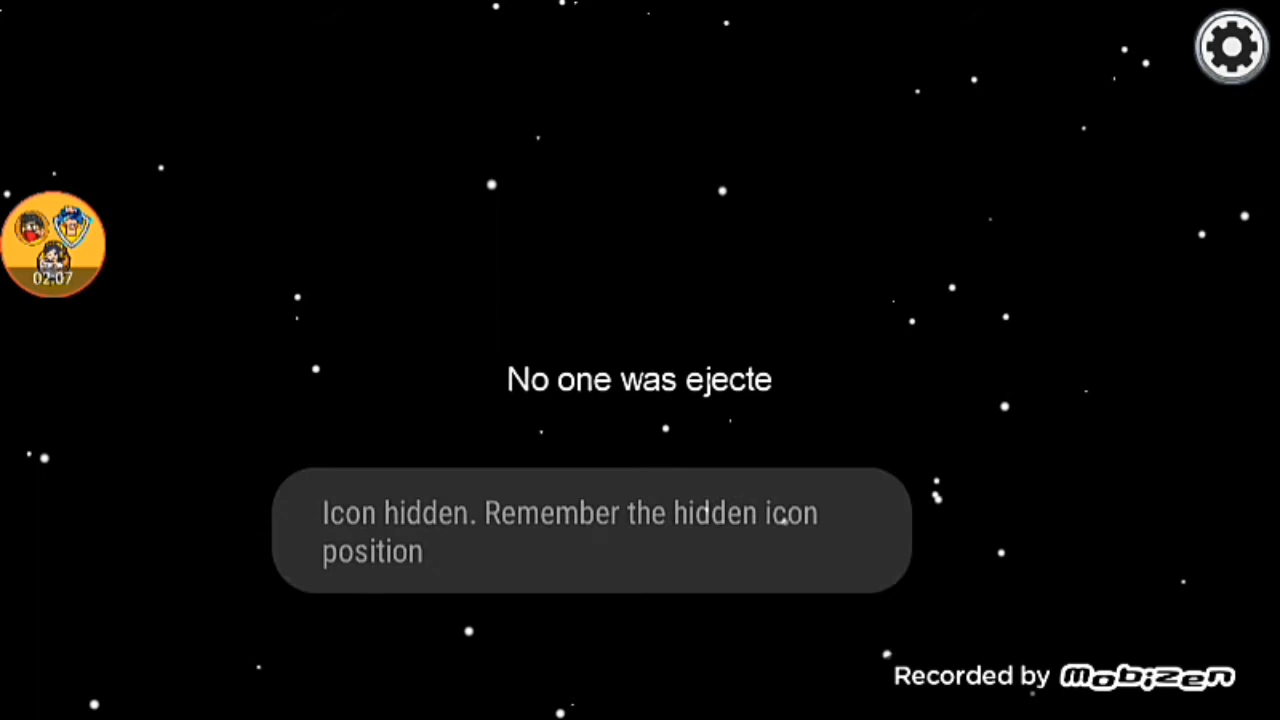 02:07
No one was ejecte
Icon hidden. Remember the hidden icon
position
Recorded by Mobizen